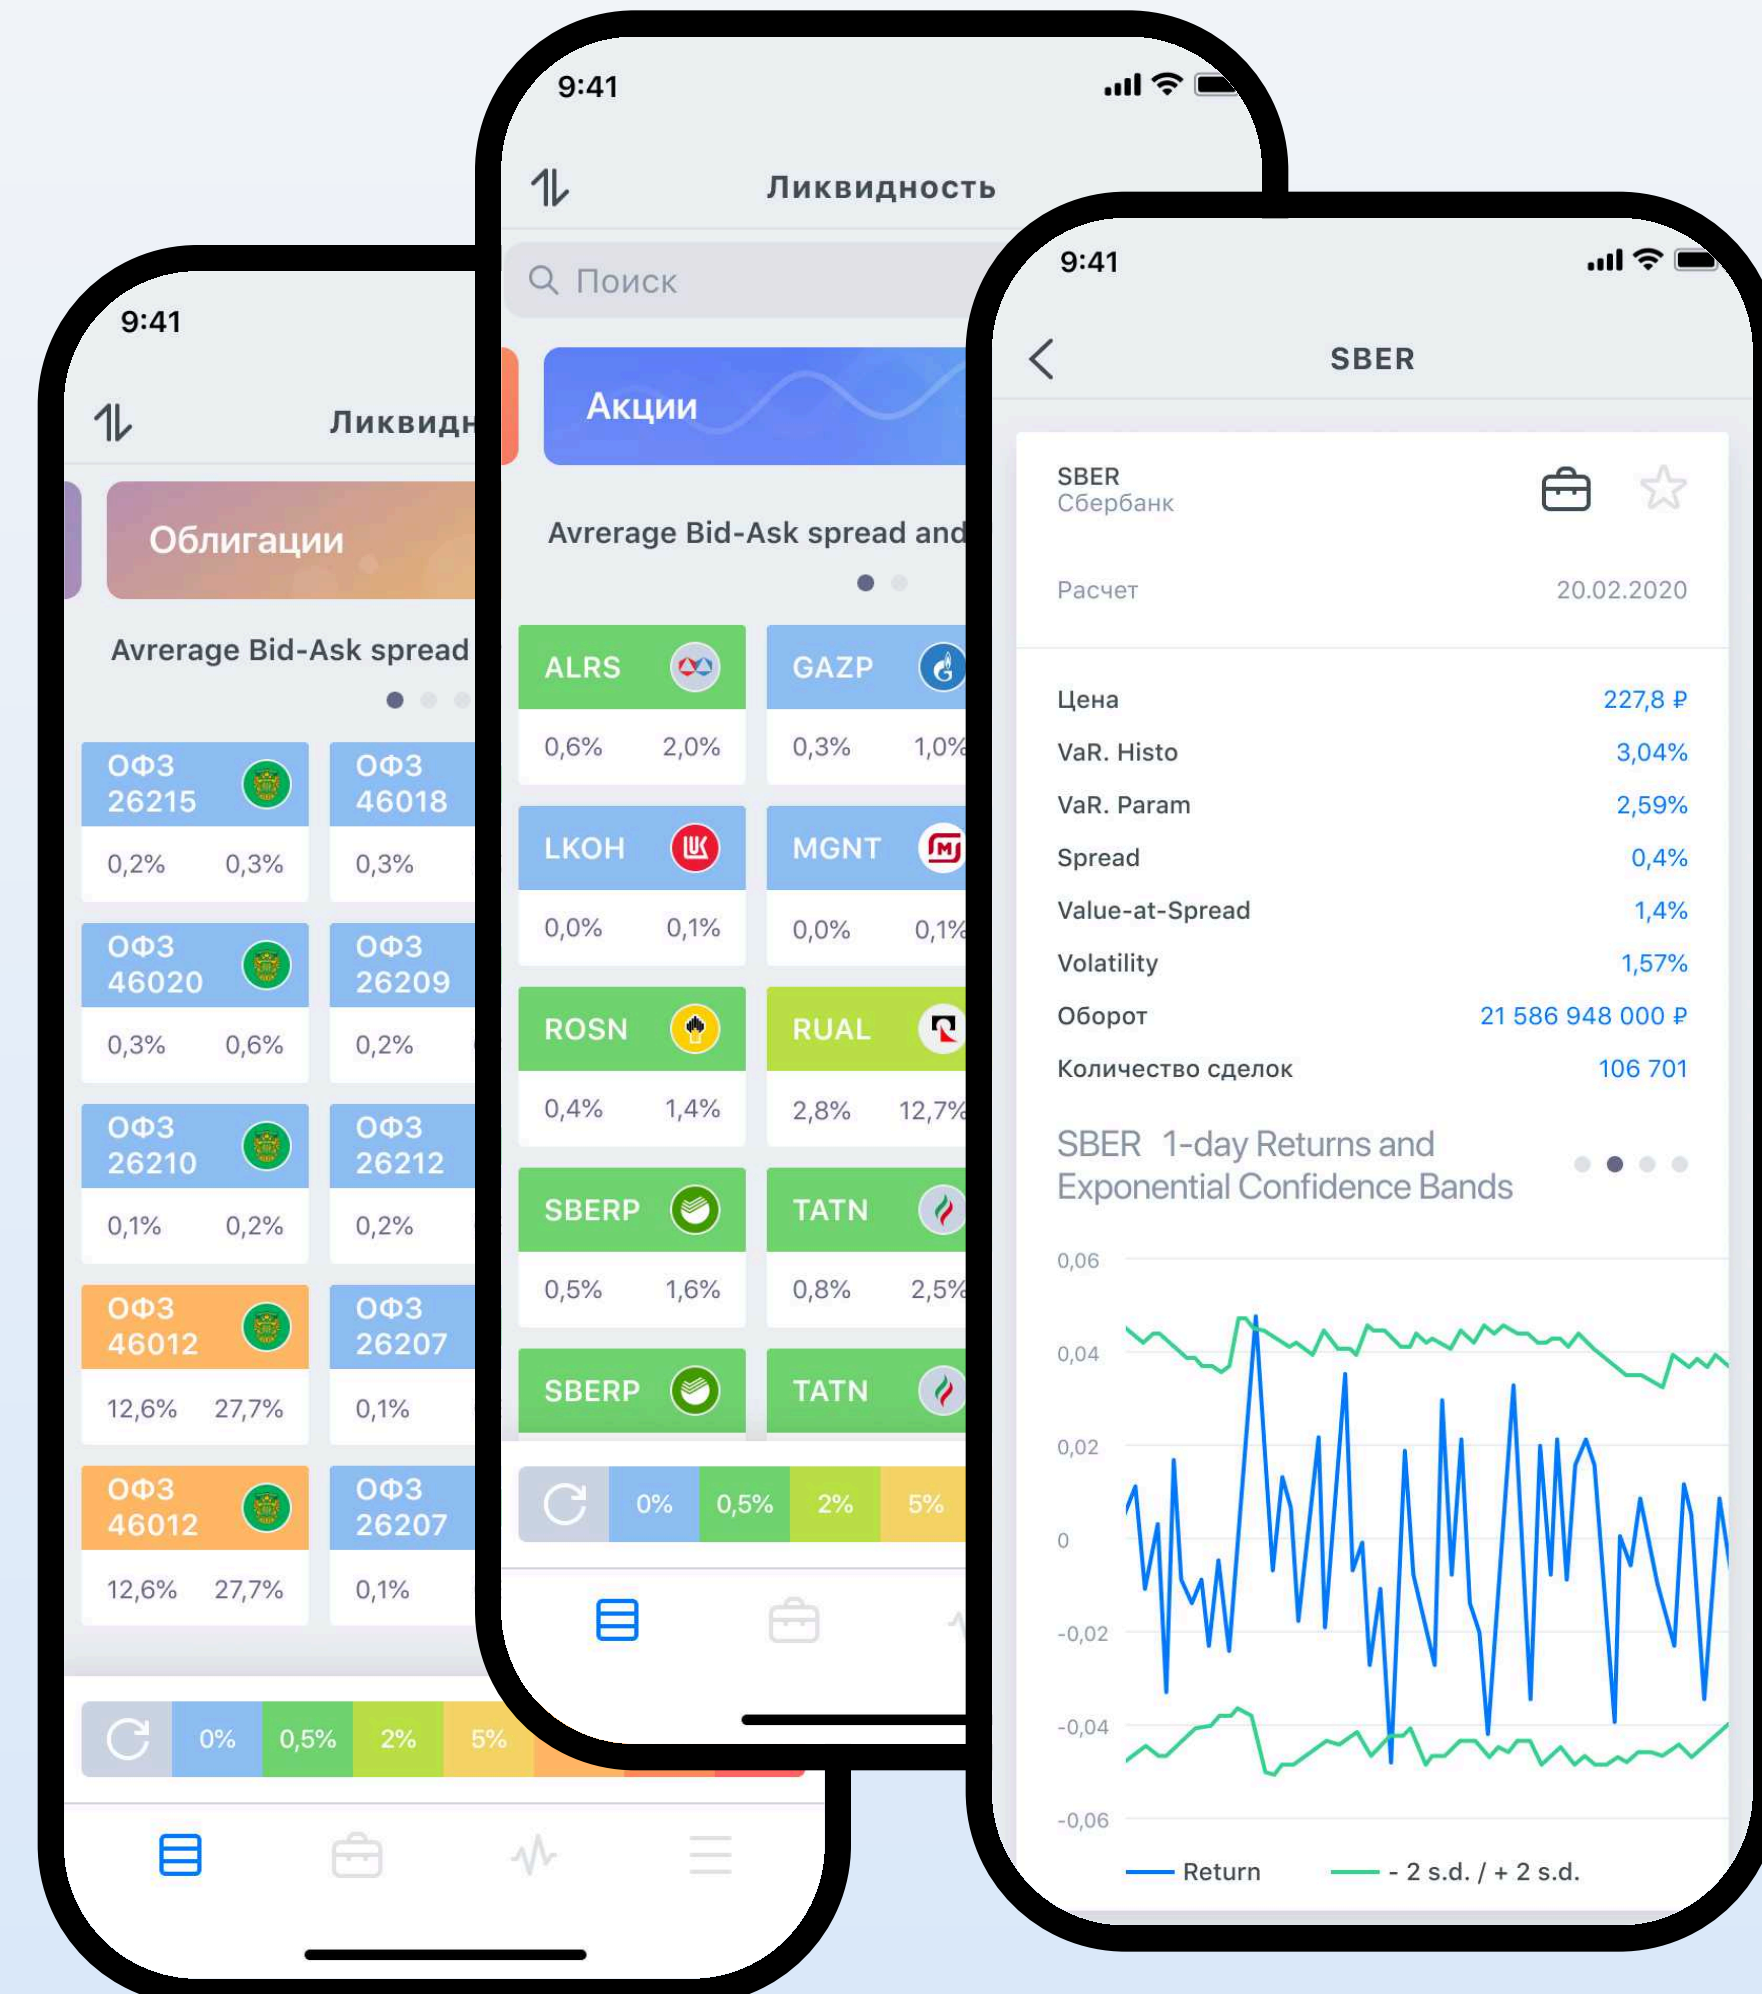 9:41
Ликвидн
Облигации
Avrerage Bid-Ask spread
ОФЗ
26215
ОФЗ
46018
0,2% 0,3% 0,3%
ОФЗ
46020
ОФЗ
26209
0,3% 0,6% 0,2%
ОФЗ
26210
ОФЗ
26212
0,1% 0,2% 0,2%
ОФЗ
46012
ОФЗ
26207
12,6% 27,7% 0,1%
ОФЗ
46012
ОФЗ
26207
12,6% 27,7% 0,1%
0% 0,5% 2% 5%
9:41
Ликвидность
Поиск
Акции
Avrerage Bid-Ask spread and
ALRS GAZP
0,6% 2,0% 0,3% 1,0%
LKOH MGNT
0,0% 0,1% 0,0% 0,1%
ROSN RUAL
0,4% 1,4% 2,8% 12,7%
SBERP TATN
0,5% 1,6% 0,8% 2,5%
SBERP TATN
0% 0,5% 2% 5%
9:41
SBER
SBER
Сбербанк
Расчет 20.02.2020
Цена 227,8 ₽
VaR. Histo 3,04%
VaR. Param 2,59%
Spread 0,4%
Value-at-Spread 1,4%
Volatility 1,57%
Оборот 21 586 948 000 ₽
Количество сделок 106 701
SBER 1-day Returns and
Exponential Confidence Bands
0,06
0,04
0,02
0
-0,02
-0,04
-0,06
Return - 2 s.d. / + 2 s.d.